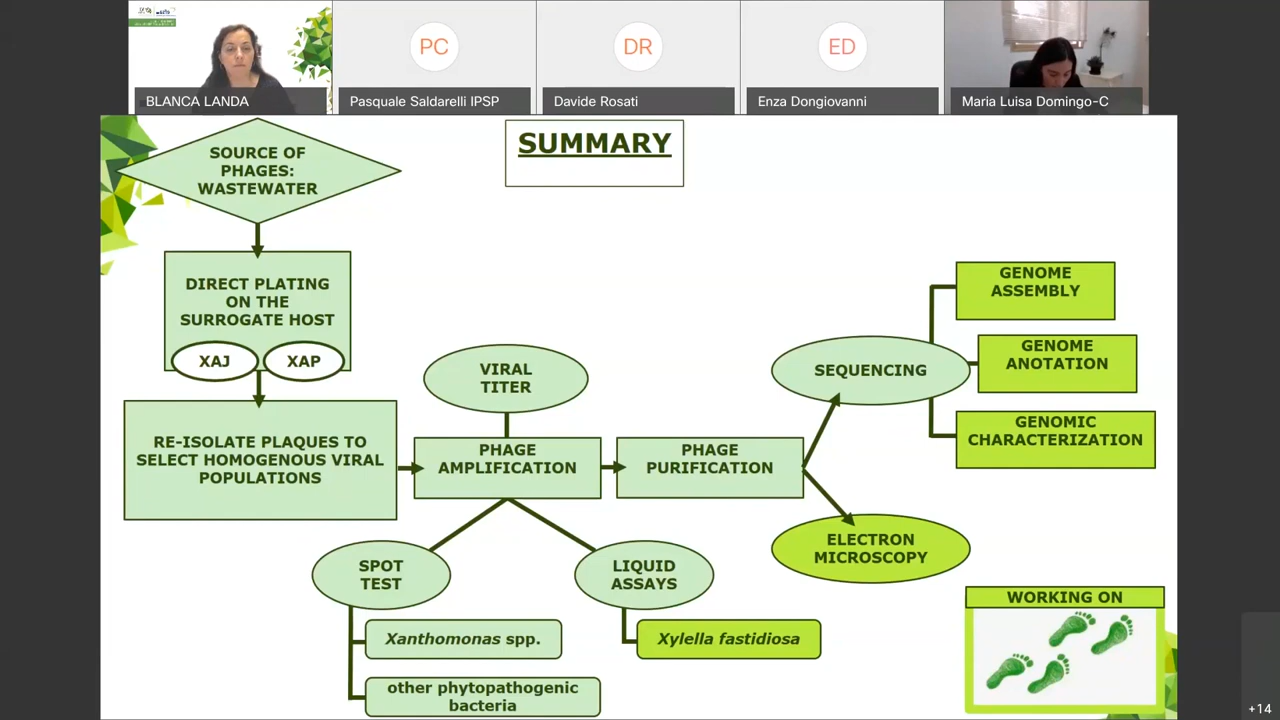 PC
DR
ED
BLANCA LANDA
Pasquale Saldarelli IPSP
Davide Rosati
Enza Dongiovanni
Maria Luisa Domingo-C
SUMMARY
SOURCE OF
PHAGES:
WASTEWATER
DIRECT PLATING
ON THE
SURROGATE HOST
XAJ
XAP
RE-ISOLATE PLAQUES TO
SELECT HOMOGENOUS VIRAL
POPULATIONS
VIRAL
TITER
PHAGE
AMPLIFICATION
PHAGE
PURIFICATION
SEQUENCING
GENOME
ASSEMBLY
GENOME
ANOTATION
GENOMIC
CHARACTERIZATION
ELECTRON
MICROSCOPY
SPOT
TEST
LIQUID
ASSAYS
Xanthomonas spp.
other phytopathogenic
bacteria
Xylella fastidiosa
WORKING ON
+14